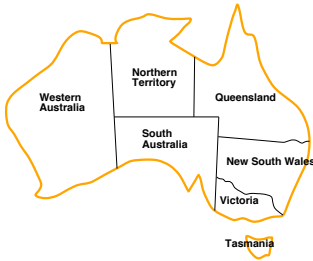 Northern
Territory
Western
Australia
Queensland
South
Australia
New South Wales
Victoria
Tasmania